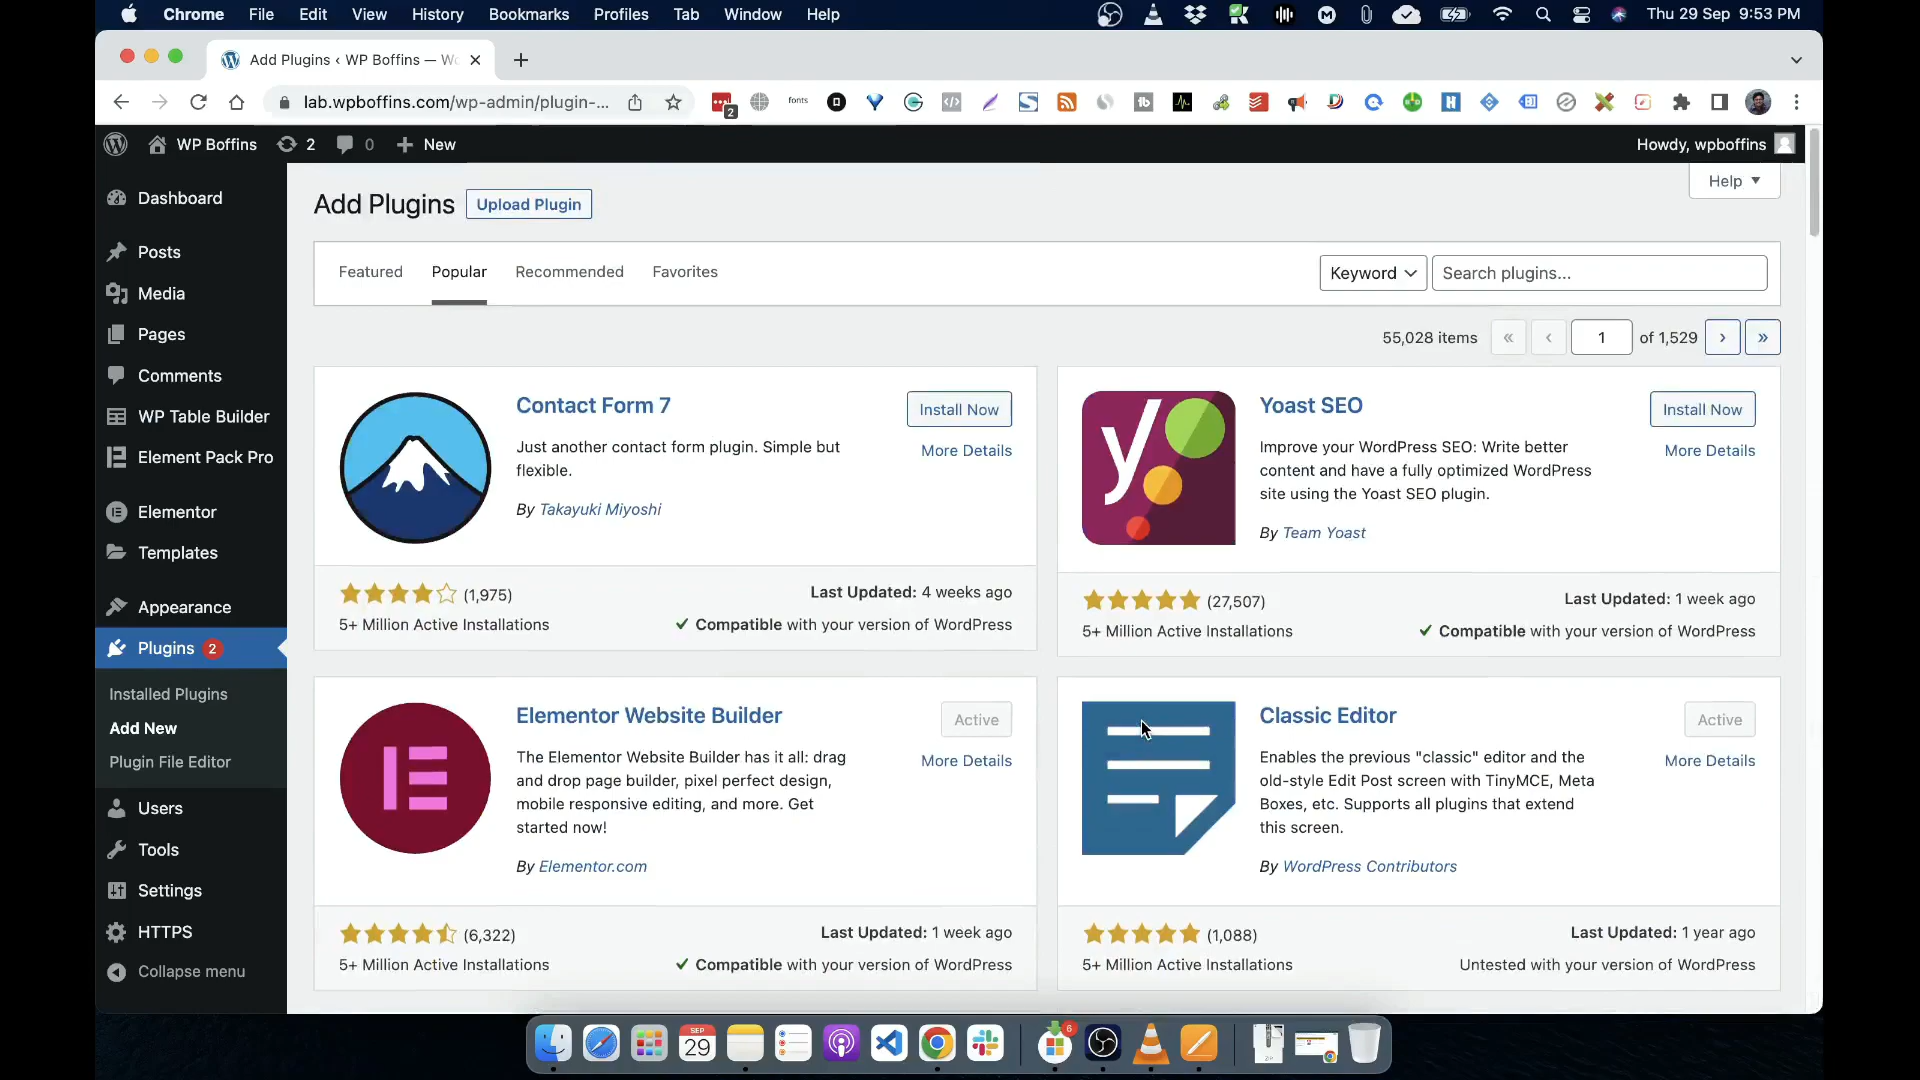 Chrome File Edit View History Bookmarks Profiles Tab Window Help Thu 29 Sep 9:53 PM
Add Plugins ‹ WP Boffins — Wo
lab.wpboffins.com/wp-admin/plugin-...
2
fonts
WP Boffins 2 0 New Howdy, wpboffins
Help
Dashboard
Posts
Media
Pages
Comments
WP Table Builder
Element Pack Pro
Elementor
Templates
Appearance
Plugins 2
Installed Plugins
Add New
Plugin File Editor
Users
Tools
Settings
HTTPS
Collapse menu
Add Plugins Upload Plugin
Featured Popular Recommended Favorites Keyword Search plugins...
55,028 items « ‹ 1 of 1,529 › »
Contact Form 7
Install Now
More Details
Just another contact form plugin. Simple but
flexible.
By Takayuki Miyoshi
(1,975)
Last Updated: 4 weeks ago
5+ Million Active Installations
Compatible with your version of WordPress
Yoast SEO
Install Now
More Details
Improve your WordPress SEO: Write better
content and have a fully optimized WordPress
site using the Yoast SEO plugin.
By Team Yoast
y
(27,507)
Last Updated: 1 week ago
5+ Million Active Installations
Compatible with your version of WordPress
Elementor Website Builder
Active
More Details
The Elementor Website Builder has it all: drag
and drop page builder, pixel perfect design,
mobile responsive editing, and more. Get
started now!
By Elementor.com
(6,322)
Last Updated: 1 week ago
5+ Million Active Installations
Compatible with your version of WordPress
Classic Editor
Active
More Details
Enables the previous "classic" editor and the
old-style Edit Post screen with TinyMCE, Meta
Boxes, etc. Supports all plugins that extend
this screen.
By WordPress Contributors
(1,088)
Last Updated: 1 year ago
5+ Million Active Installations
Untested with your version of WordPress
SEP
29
6